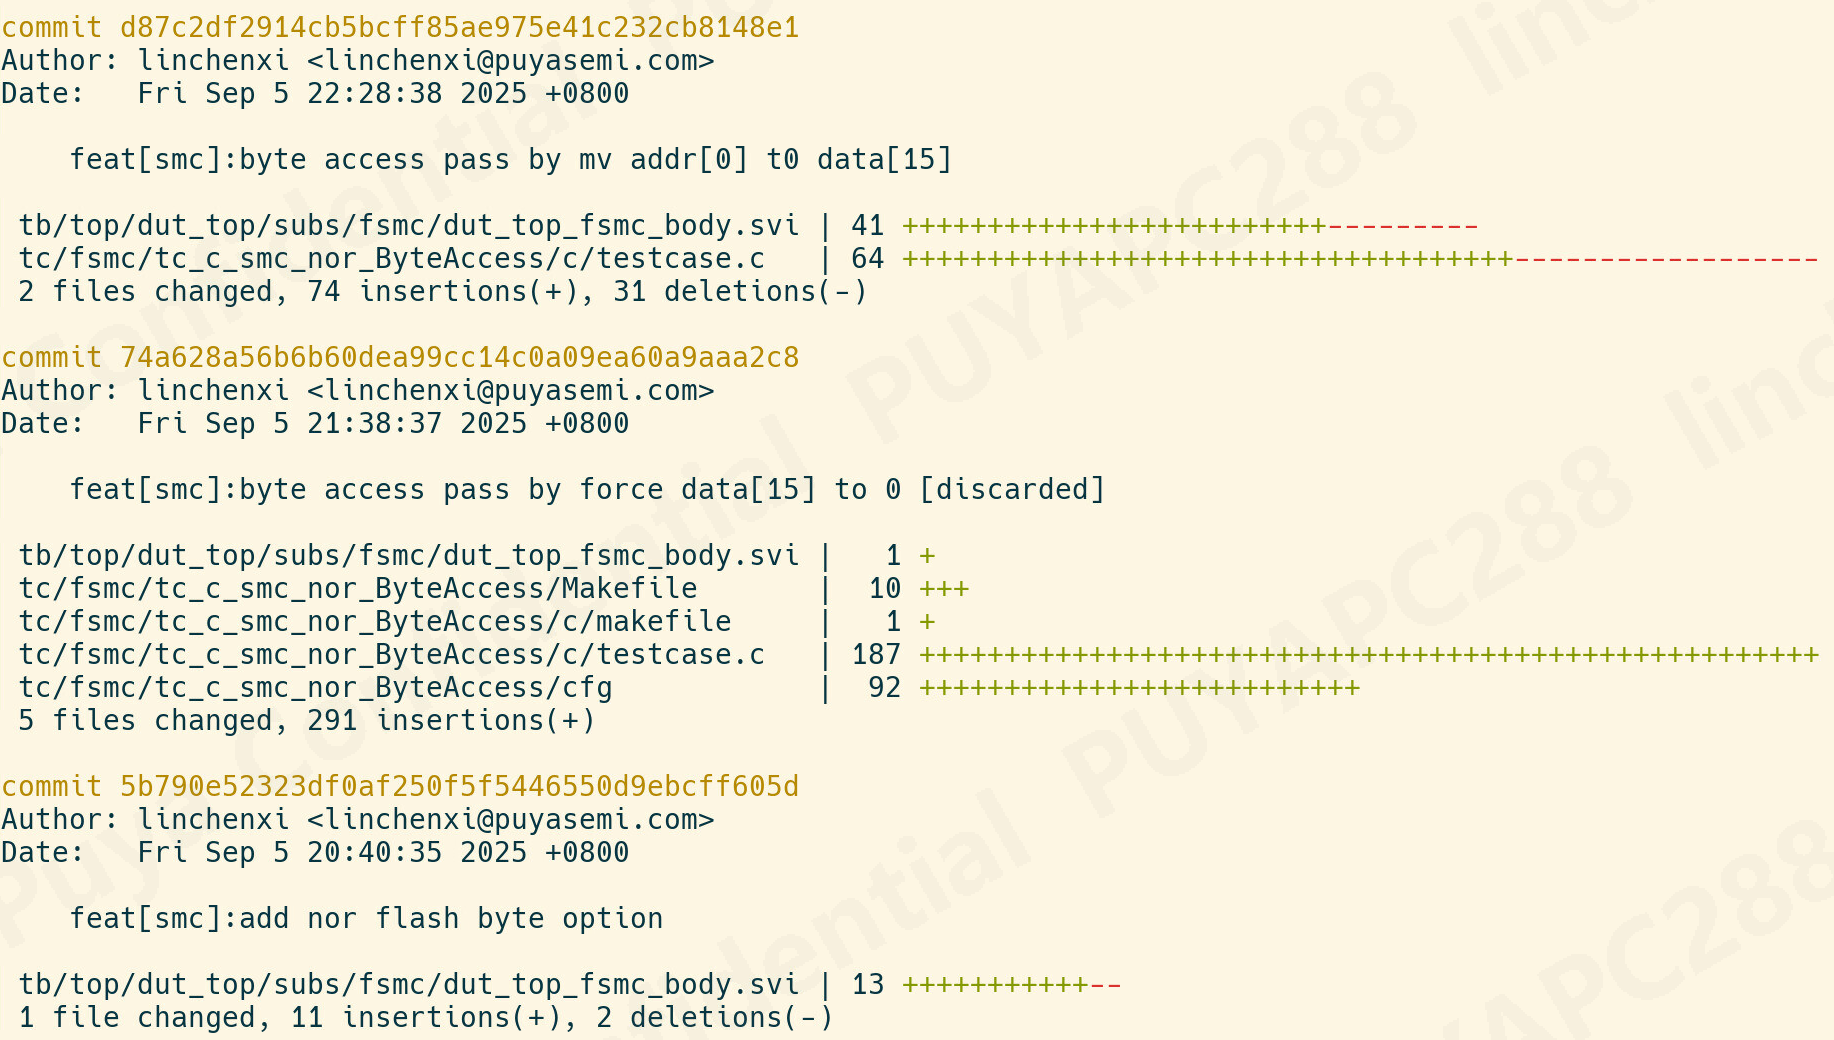 commit d87c2df2914cb5bcff85ae975e41c232cb8148e1
Author: linchenxi <linchenxi@puyasemi.com>
Date:   Fri Sep 5 22:28:38 2025 +0800

    feat[smc]:byte access pass by mv addr[0] t0 data[15]

 tb/top/dut_top/subs/fsmc/dut_top_fsmc_body.svi | 41 +++++++++++++++++++++++++---------
 tc/fsmc/tc_c_smc_nor_ByteAccess/c/testcase.c   | 64 ++++++++++++++++++++++++++++++++++++------------------
 2 files changed, 74 insertions(+), 31 deletions(-)

commit 74a628a56b6b60dea99cc14c0a09ea60a9aaa2c8
Author: linchenxi <linchenxi@puyasemi.com>
Date:   Fri Sep 5 21:38:37 2025 +0800

    feat[smc]:byte access pass by force data[15] to 0 [discarded]

 tb/top/dut_top/subs/fsmc/dut_top_fsmc_body.svi |   1 +
 tc/fsmc/tc_c_smc_nor_ByteAccess/Makefile       |  10 +++
 tc/fsmc/tc_c_smc_nor_ByteAccess/c/makefile     |   1 +
 tc/fsmc/tc_c_smc_nor_ByteAccess/c/testcase.c   | 187 +++++++++++++++++++++++++++++++++++++++++++++++++++++
 tc/fsmc/tc_c_smc_nor_ByteAccess/cfg            |  92 ++++++++++++++++++++++++++
 5 files changed, 291 insertions(+)

commit 5b790e52323df0af250f5f5446550d9ebcff605d
Author: linchenxi <linchenxi@puyasemi.com>
Date:   Fri Sep 5 20:40:35 2025 +0800

    feat[smc]:add nor flash byte option

 tb/top/dut_top/subs/fsmc/dut_top_fsmc_body.svi | 13 +++++++++++--
 1 file changed, 11 insertions(+), 2 deletions(-)
Confidential PUYAPC288
Puya Confidential PUYAPC288